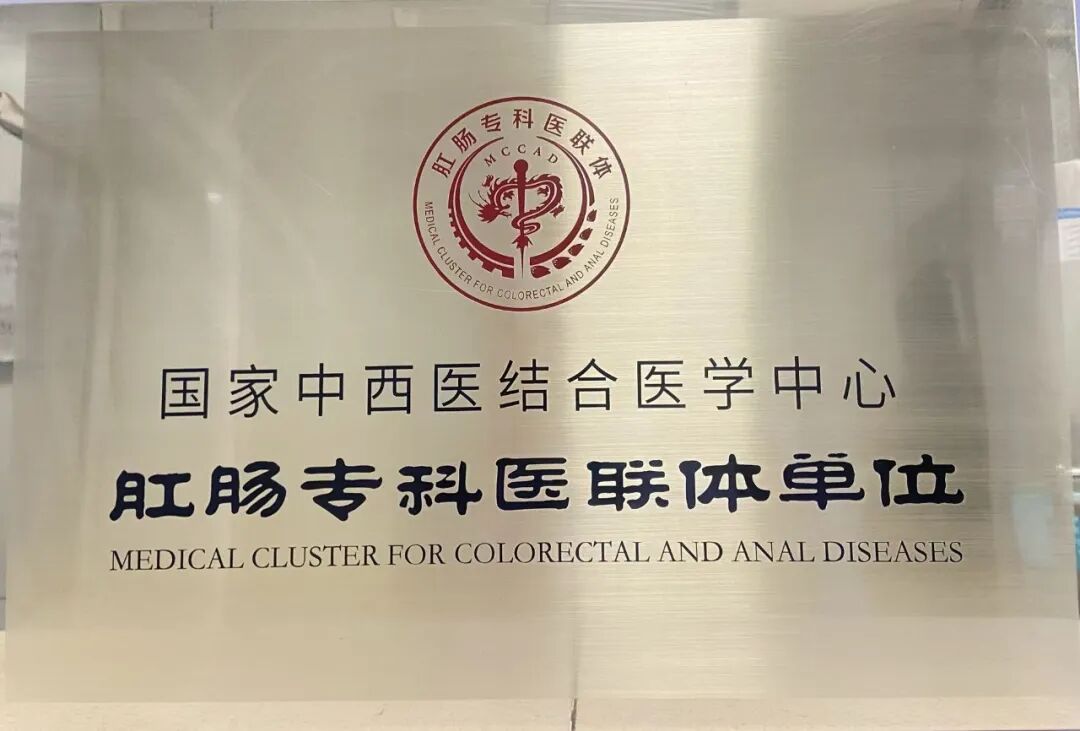 肛肠专科医联体
MCCAD
MEDICAL CLUSTER FOR COLORECTAL AND ANAL DISEASES
国家中西医结合医学中心
肛肠专科医联体单位
MEDICAL CLUSTER FOR COLORECTAL AND ANAL DISEASES